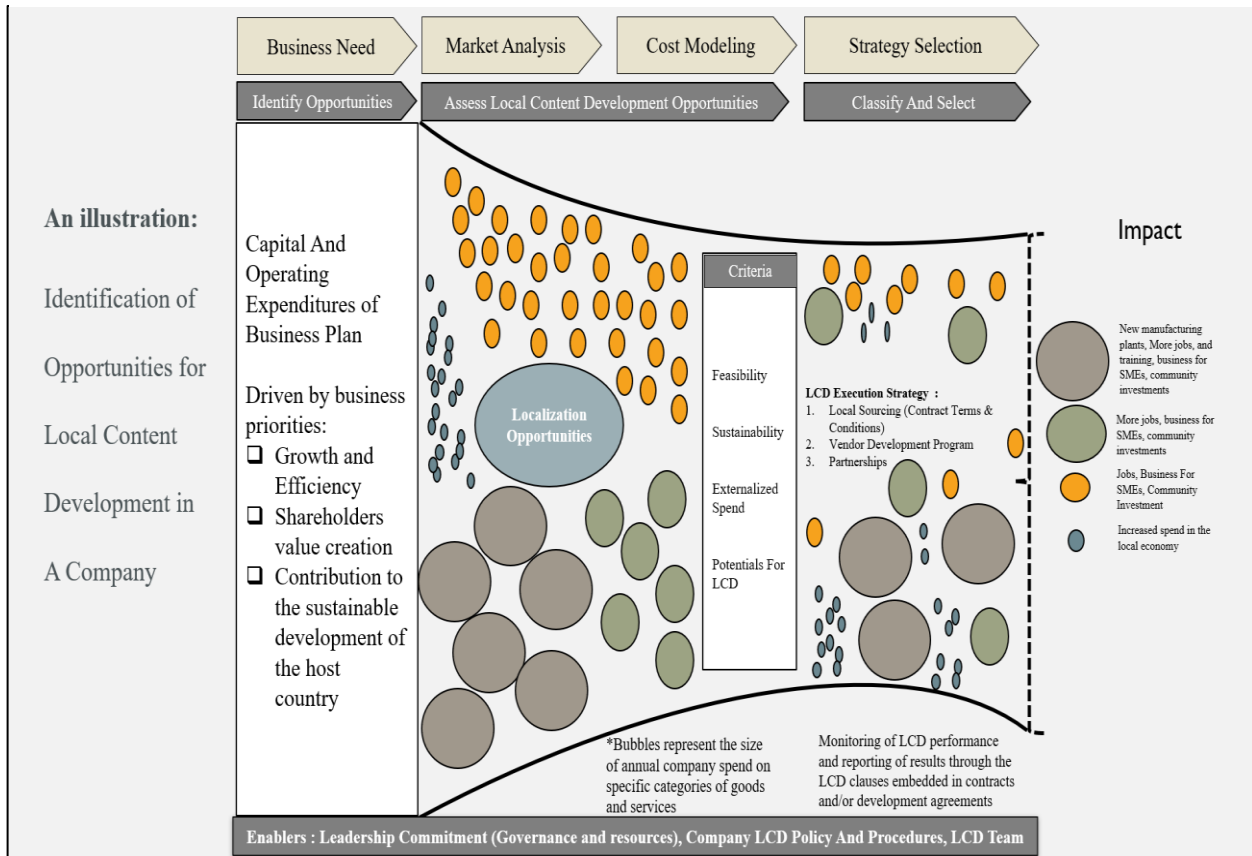 Business Need
Market Analysis
Cost Modeling
Strategy Selection
Identify Opportunities
Assess Local Content Development Opportunities
Classify And Select
An illustration:
Identification of
Opportunities for
Local Content
Development in
A Company
Capital And
Operating
Expenditures of
Business Plan
Driven by business
priorities:
❑ Growth and
Efficiency
❑ Shareholders
value creation
❑ Contribution to
the sustainable
development of
the host
country
Localization
Opportunities
Criteria
Feasibility
Sustainability
Externalized
Spend
Potentials For
LCD
LCD Execution Strategy :
1. Local Sourcing (Contract Terms &
Conditions)
2. Vendor Development Program
3. Partnerships
Impact
New manufacturing
plants, More jobs, and
training, business for
SMEs, community
investments
More jobs, business for
SMEs, community
investments
Jobs, Business For
SMEs, Community
Investment
Increased spend in the
local economy
*Bubbles represent the size
of annual company spend on
specific categories of goods
and services
Monitoring of LCD performance
and reporting of results through the
LCD clauses embedded in contracts
and/or development agreements
Enablers : Leadership Commitment (Governance and resources), Company LCD Policy And Procedures, LCD Team